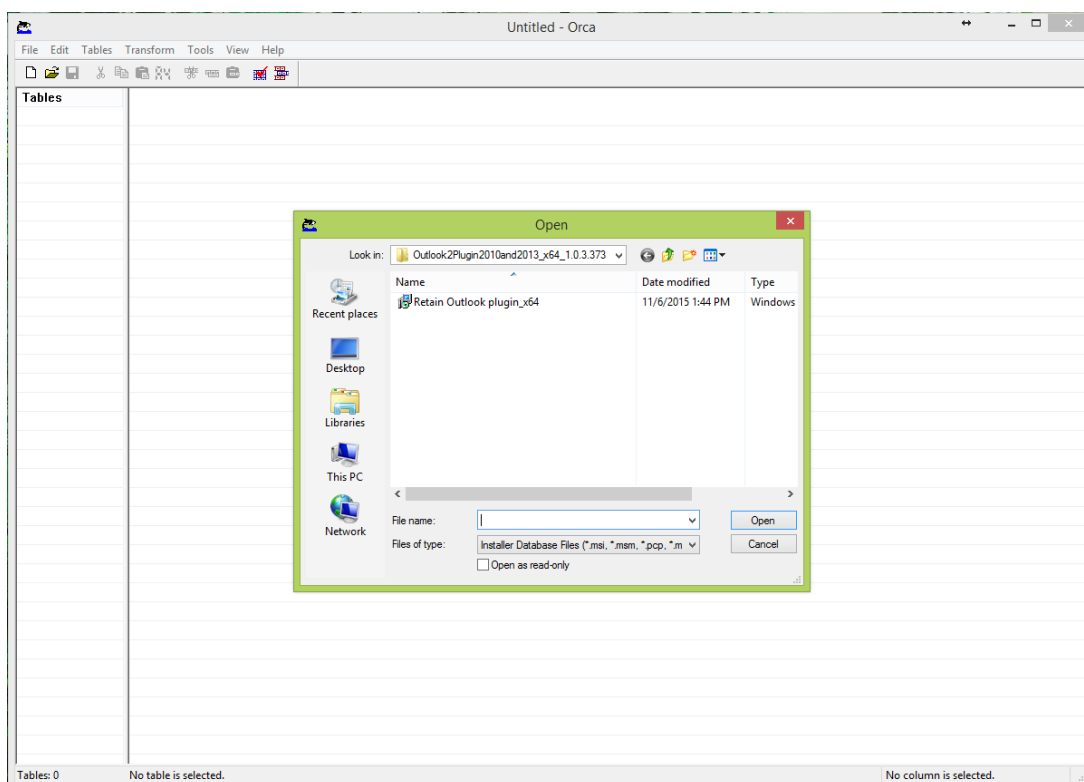 Untitled - Orca
File Edit Tables Transform Tools View Help
Tables
Open
Look in: Outlook2Plugin2010and2013_x64_1.0.3.373
Name Date modified Type
Retain Outlook plugin_x64 11/6/2015 1:44 PM Windows
Recent places
Desktop
Libraries
This PC
Network
File name: Open
Files of type: Installer Database Files (*.msi, *.msm, *.pcp, *.m Cancel
Open as read-only
Tables: 0 No table is selected. No column is selected.